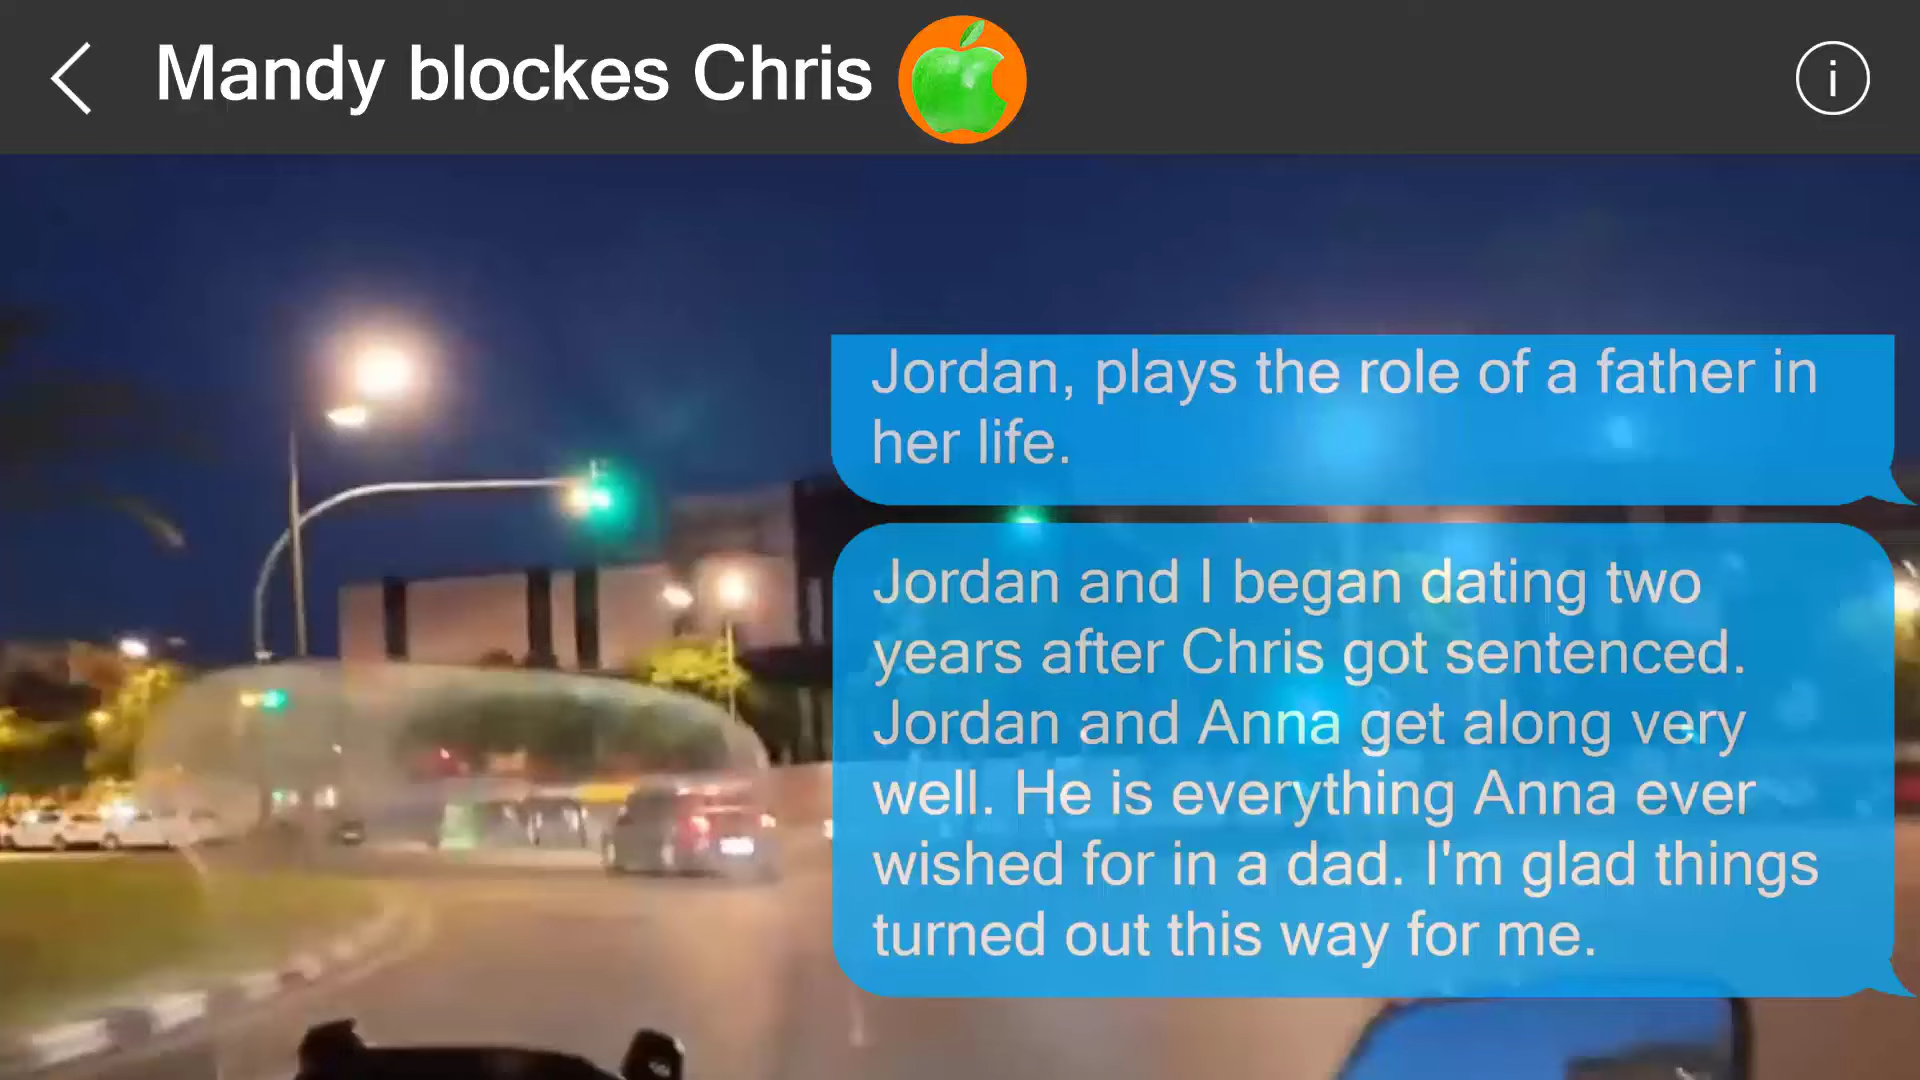 Mandy blockes Chris
Jordan, plays the role of a father in
her life.
Jordan and I began dating two
years after Chris got sentenced.
Jordan and Anna get along very
well. He is everything Anna ever
wished for in a dad. I'm glad things
turned out this way for me.